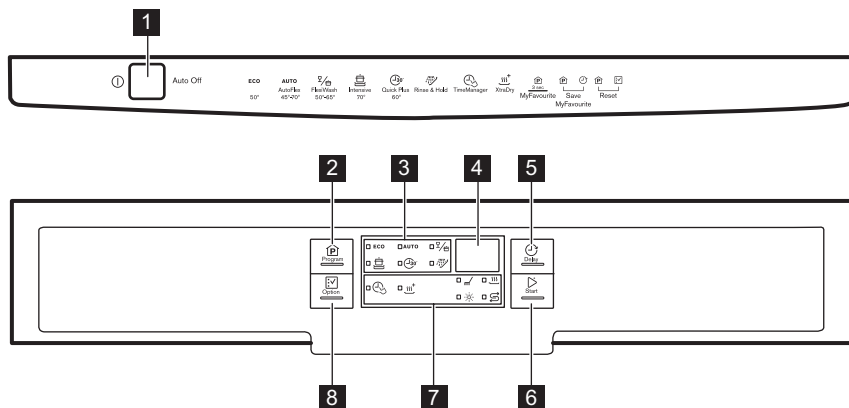 1
Auto Off
ECO
50°
AUTO
AutoFlex
45°-70°
FlexiWash
50°-65°
Intensive
70°
30'
Quick Plus
60°
Rinse & Hold
TimeManager
XtraDry
P
3 sec.
MyFavourite
P
Save
MyFavourite
P
Reset
2 3 4 5
P
Program
ECO AUTO
30'
Delay
Option
Start
8 7 6